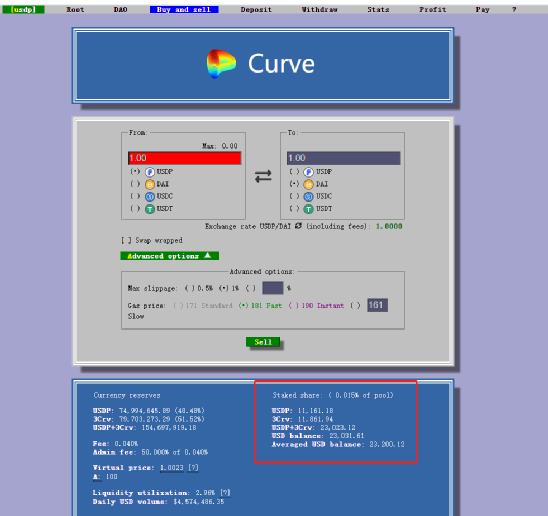 [usdp] Root DAO Buy and sell Deposit Withdraw Stats Profit Pay ?
Curve
From:
Max: 0.00
1.00
(•) USDP
( ) DAI
( ) USDC
( ) USDT
To:
1.00
( ) USDP
(•) DAI
( ) USDC
( ) USDT
Exchange rate USDP/DAI (including fees): 1.0000
[ ] Swap wrapped
Advanced options ▲
Advanced options:
Max slippage: ( ) 0.5% (•) 1% ( ) %
Gas price: ( ) 171 Standard (•) 181 Fast ( ) 190 Instant ( ) 161
Slow
Sell
Currency reserves
USDP: 74,994,645.89 (48.48%)
3Crv: 79,703,273.29 (51.52%)
USDP+3Crv: 154,697,919.18
Fee: 0.040%
Admin fee: 50.000% of 0.040%
Virtual price: 1.0023 [?]
A: 100
Liquidity utilization: 2.96% [?]
Daily USD volume: $4,574,486.35
Staked share: ( 0.015% of pool)
USDP: 11,161.18
3Crv: 11,861.94
USDP+3Crv: 23,023.12
USD balance: 23,031.61
Averaged USD balance: 23,200.12